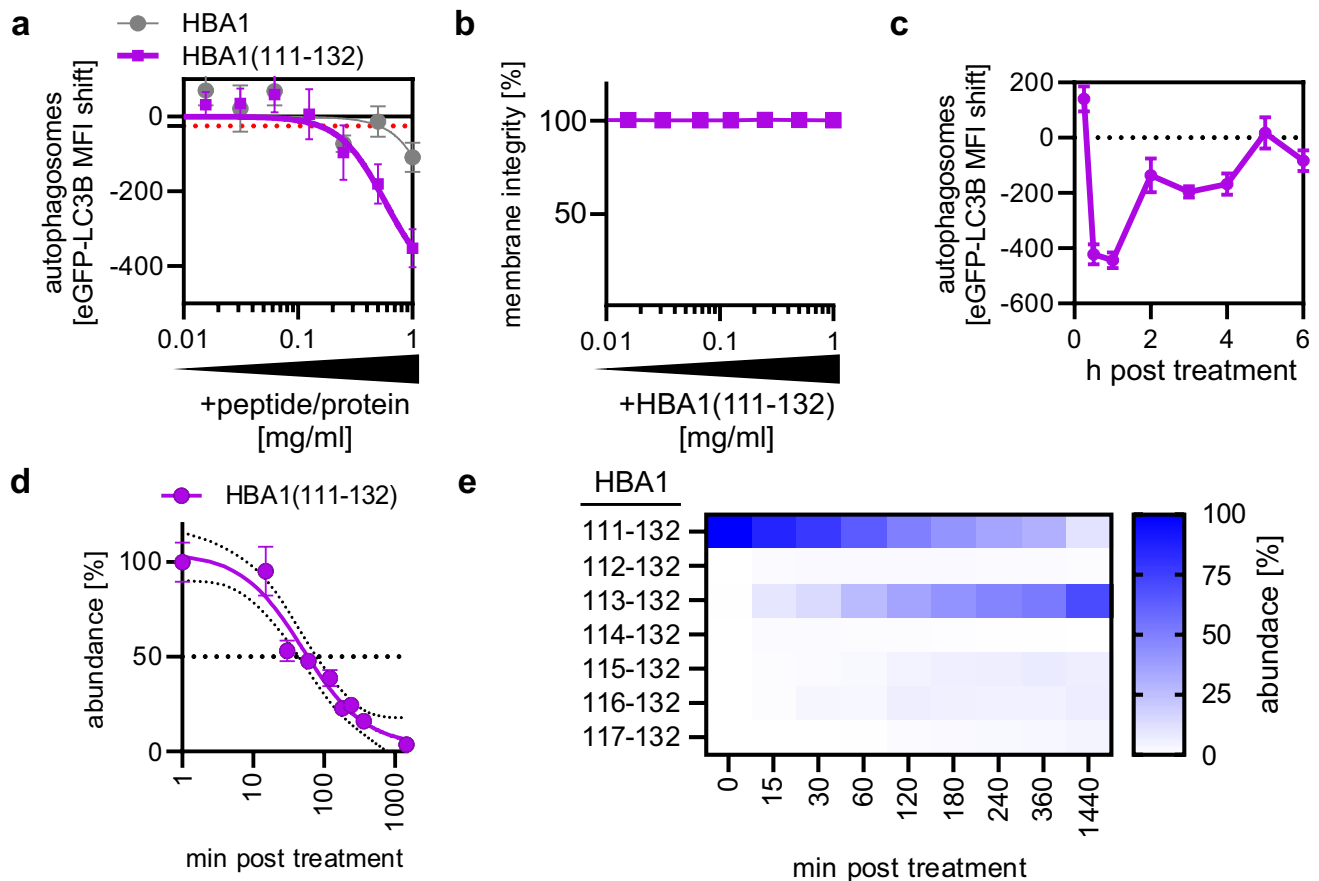 a
HBA1
HBA1(111-132)
autophagosomes
[eGFP-LC3B MFI shift]
0
-200
-400
0.01
0.1
1
+peptide/protein
[mg/ml]
b
membrane integrity [%]
100
50
0.01
0.1
1
+HBA1(111-132)
[mg/ml]
c
autophagosomes
[eGFP-LC3B MFI shift]
200
0
-200
-400
-600
0
2
4
6
h post treatment
d
HBA1(111-132)
abundance [%]
100
50
0
1
10
100
1000
min post treatment
e
HBA1
111-132
112-132
113-132
114-132
115-132
116-132
117-132
0
15
30
60
120
180
240
360
1440
min post treatment
100
75
50
25
0
abundace [%]